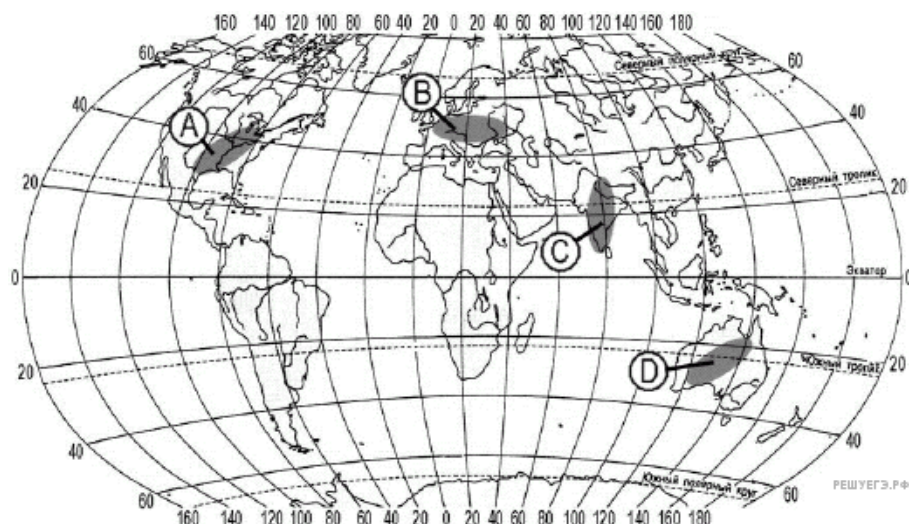 160 140 120 100 80 60 40 20 0 20 40 60 80 100 120 140 160 180
60 Северный полярный круг 60
B
40 A 40
20 Северный тропик 20
C
0 Экватор 0
20 D Южный тропик 20
40 40
60 Южный полярный круг 60
РЕШУЕГЭ.РФ
160 140 120 100 80 60 40 20 0 20 40 60 80 100 120 140 160 180